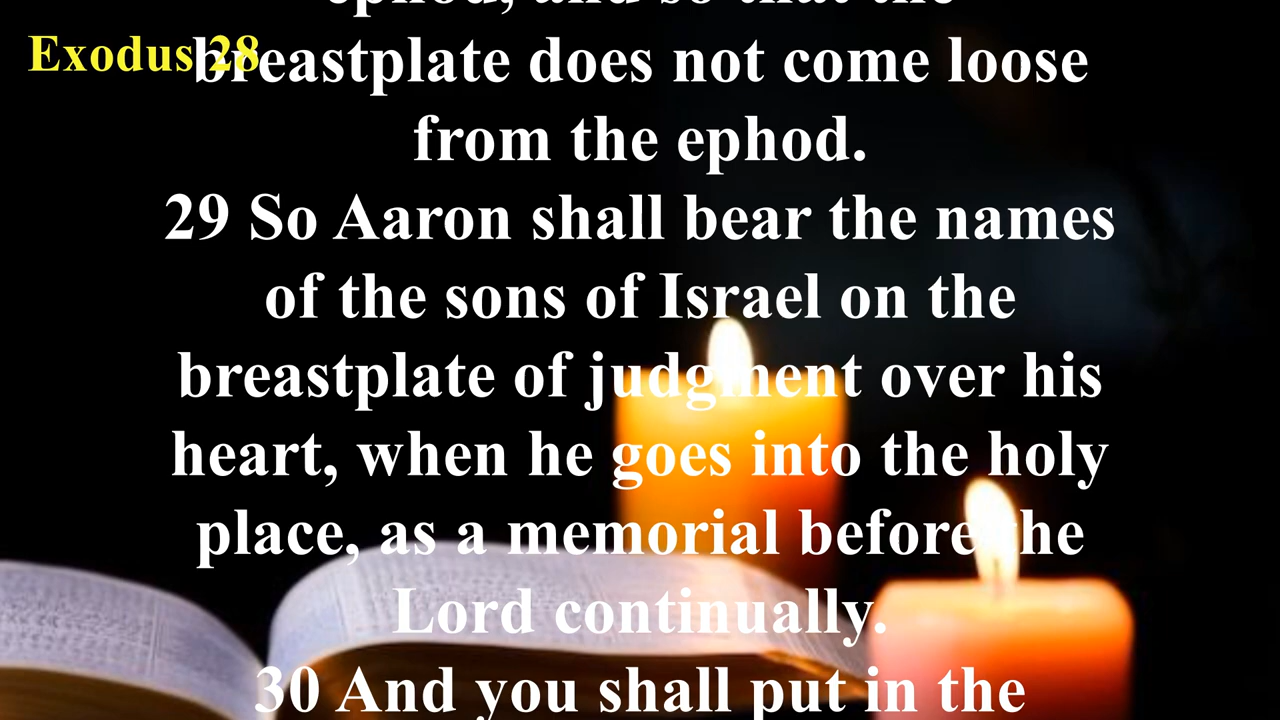 ephod, and so that the
Exodus 28
breastplate does not come loose
from the ephod.
29 So Aaron shall bear the names
of the sons of Israel on the
breastplate of judgment over his
heart, when he goes into the holy
place, as a memorial before the
Lord continually.
30 And you shall put in the